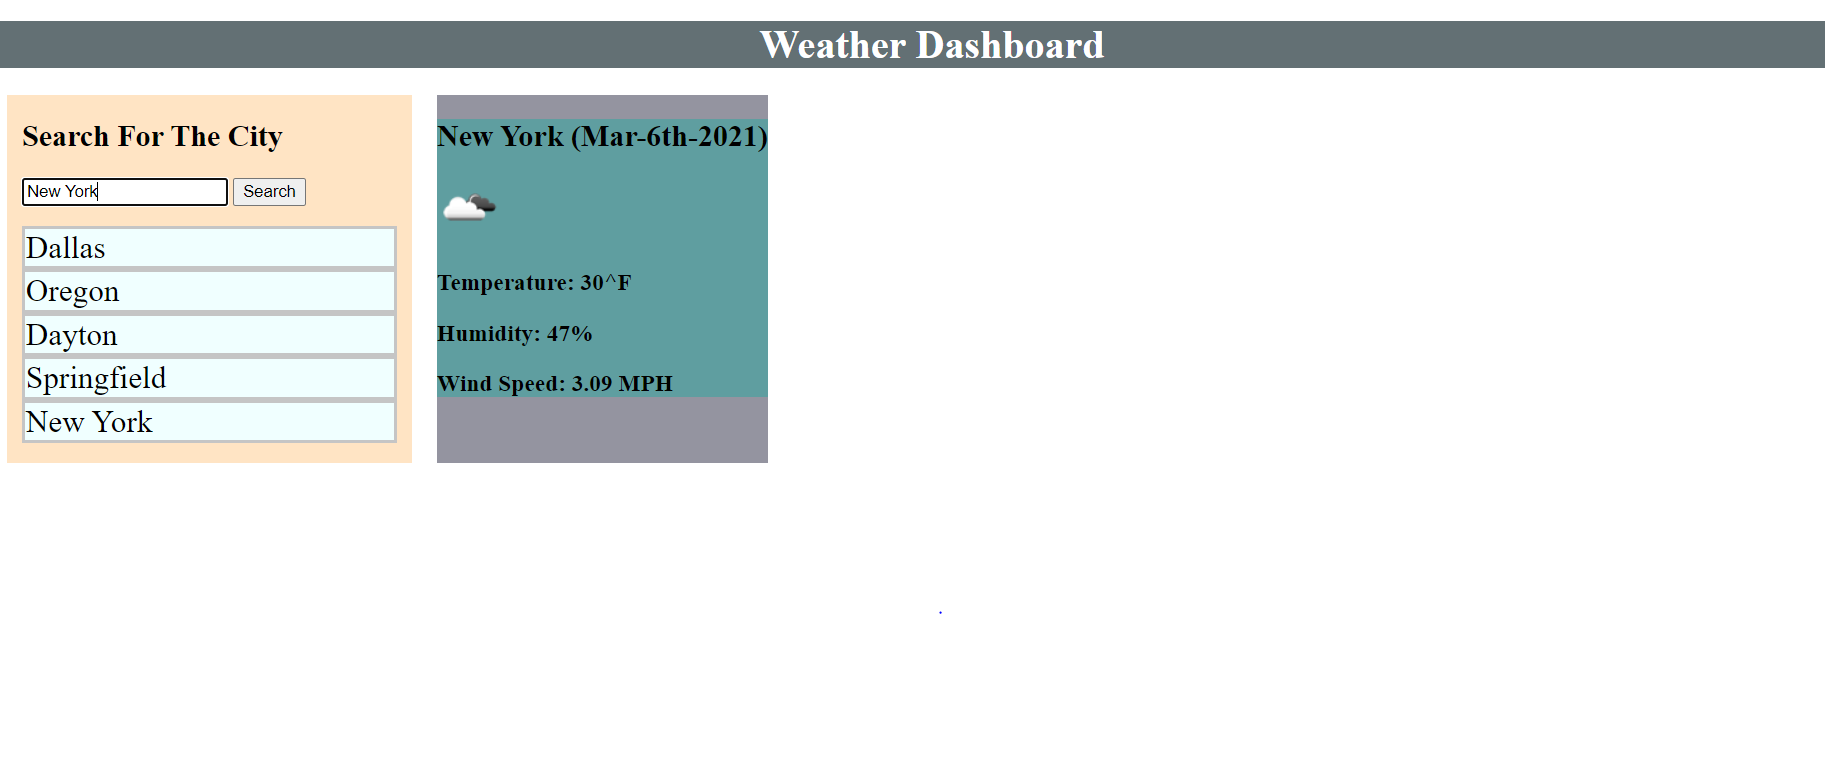 Weather Dashboard
Search For The City
New York
Search
Dallas
Oregon
Dayton
Springfield
New York
New York (Mar-6th-2021)
Temperature: 30^F
Humidity: 47%
Wind Speed: 3.09 MPH
.